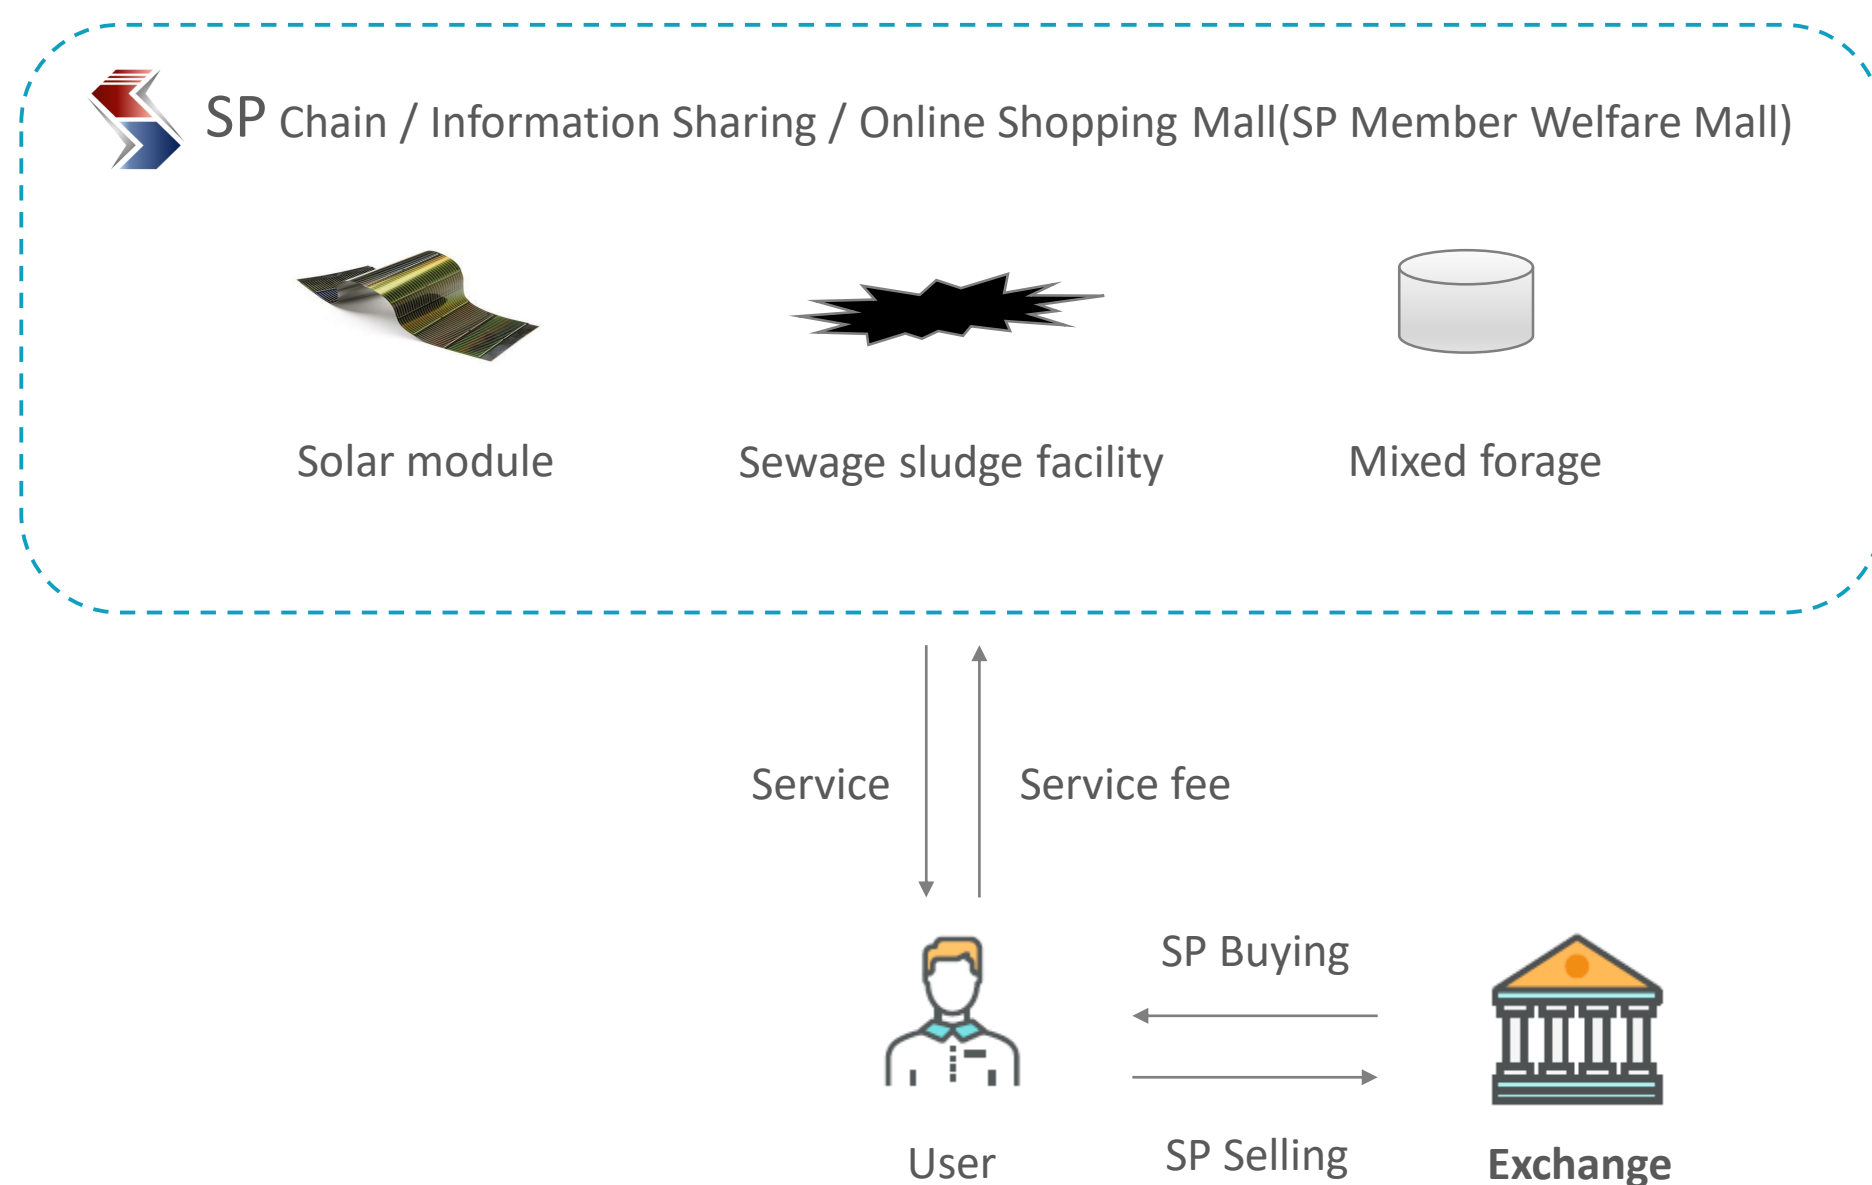 SP Chain / Information Sharing / Online Shopping Mall(SP Member Welfare Mall)
Solar module
Sewage sludge facility
Mixed forage
Service
Service fee
SP Buying
SP Selling
User
Exchange